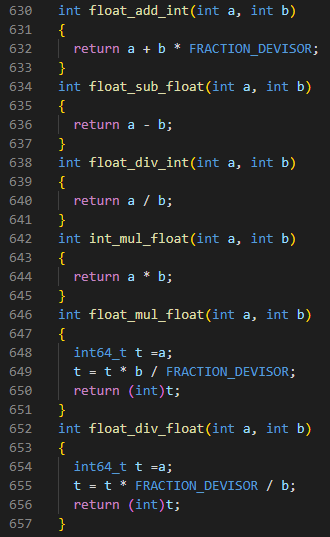 630 int float_add_int(int a, int b)
631 {
632   return a + b * FRACTION_DEVISOR;
633 }
634 int float_sub_float(int a, int b)
635 {
636   return a - b;
637 }
638 int float_div_int(int a, int b)
639 {
640   return a / b;
641 }
642 int int_mul_float(int a, int b)
643 {
644   return a * b;
645 }
646 int float_mul_float(int a, int b)
647 {
648   int64_t t =a;
649   t = t * b / FRACTION_DEVISOR;
650   return (int)t;
651 }
652 int float_div_float(int a, int b)
653 {
654   int64_t t =a;
655   t = t * FRACTION_DEVISOR / b;
656   return (int)t;
657 }